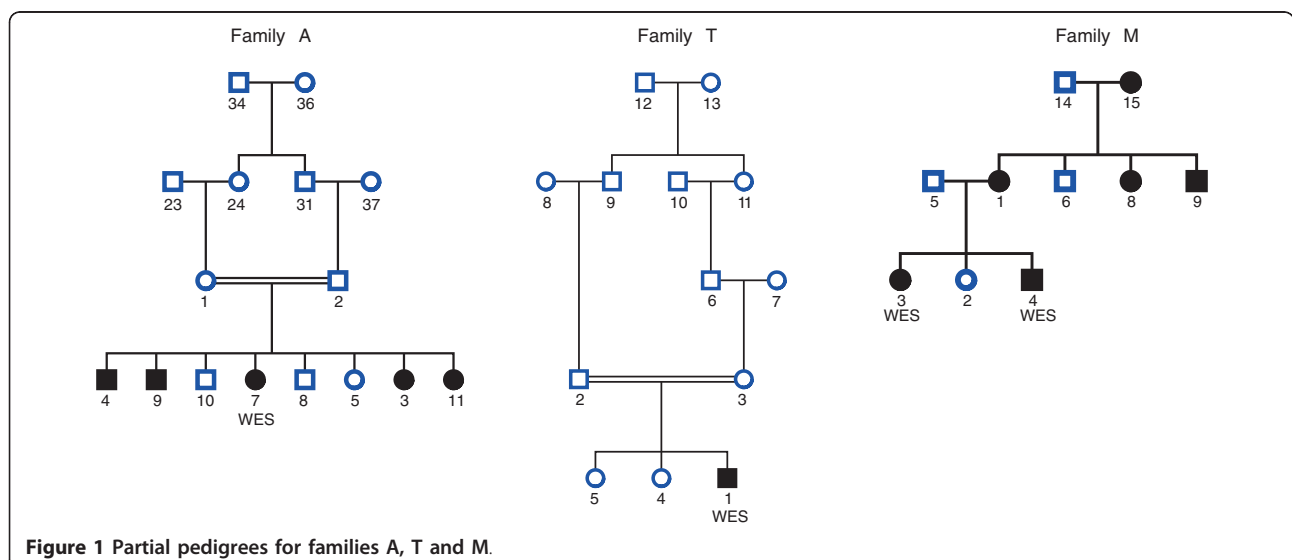 Family A
Family T
Family M
34 36
12 13
14 15
23 24 31 37
8 9 10 11
5 1 6 8 9
1 2
6 7
3 2 4
WES WES
4 9 10 7 8 5 3 11
WES
2 3
5 4 1
WES
Figure 1 Partial pedigrees for families A, T and M.